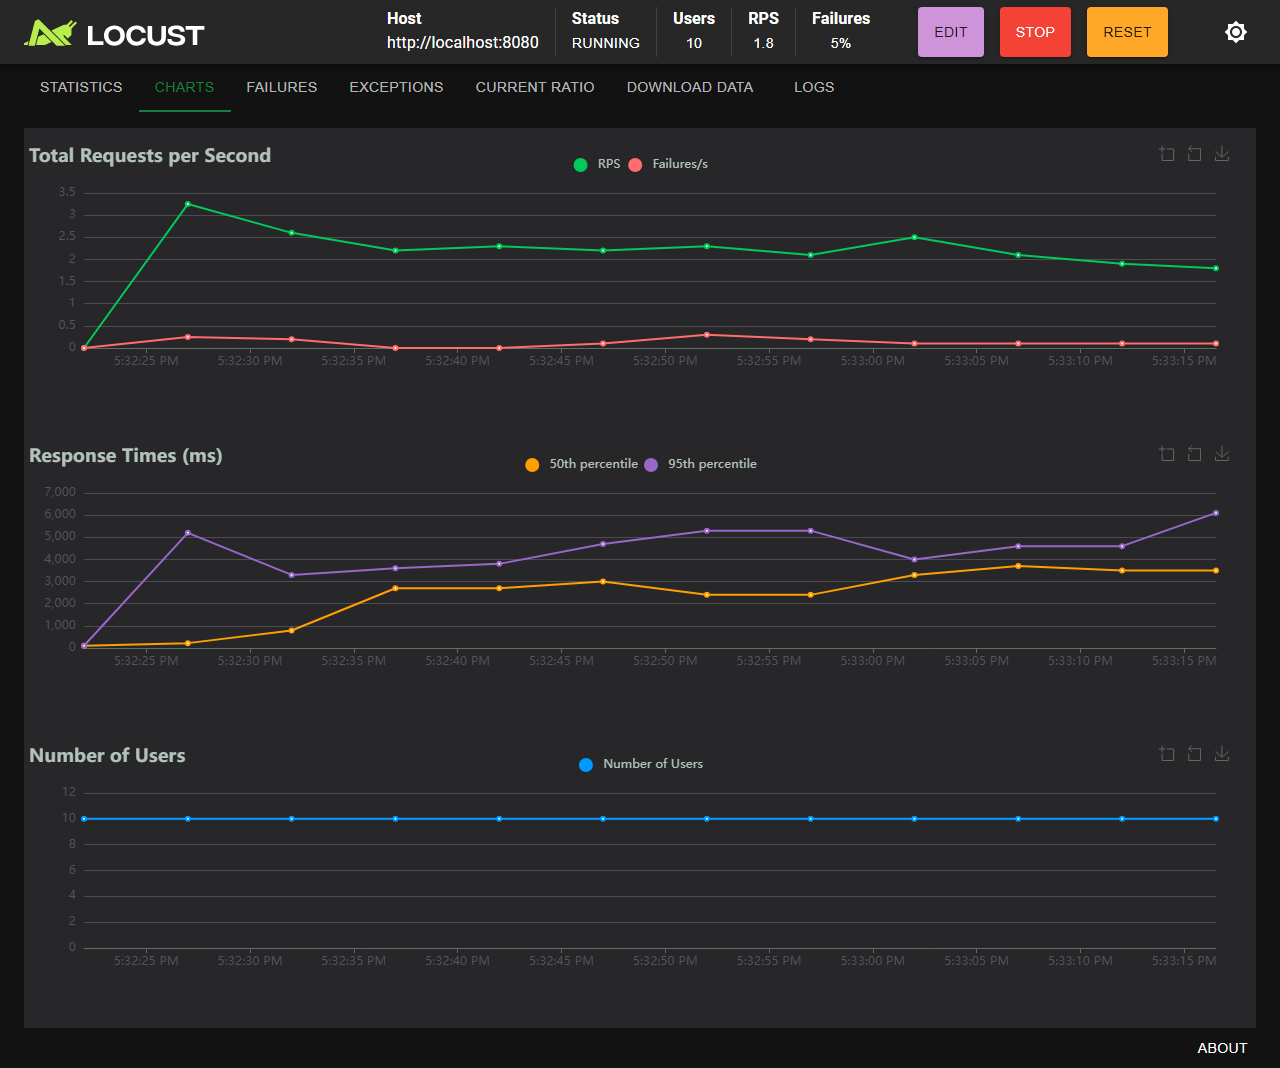 LOCUST
Host
http://localhost:8080
Status
RUNNING
Users
10
RPS
1.8
Failures
5%
EDIT
STOP
RESET
STATISTICS CHARTS FAILURES EXCEPTIONS CURRENT RATIO DOWNLOAD DATA LOGS
Total Requests per Second
RPS Failures/s
3.5
3
2.5
2
1.5
1
0.5
0
5:32:25 PM 5:32:30 PM 5:32:35 PM 5:32:40 PM 5:32:45 PM 5:32:50 PM 5:32:55 PM 5:33:00 PM 5:33:05 PM 5:33:10 PM 5:33:15 PM
Response Times (ms)
50th percentile 95th percentile
7,000
6,000
5,000
4,000
3,000
2,000
1,000
0
5:32:25 PM 5:32:30 PM 5:32:35 PM 5:32:40 PM 5:32:45 PM 5:32:50 PM 5:32:55 PM 5:33:00 PM 5:33:05 PM 5:33:10 PM 5:33:15 PM
Number of Users
Number of Users
12
10
8
6
4
2
0
5:32:25 PM 5:32:30 PM 5:32:35 PM 5:32:40 PM 5:32:45 PM 5:32:50 PM 5:32:55 PM 5:33:00 PM 5:33:05 PM 5:33:10 PM 5:33:15 PM
ABOUT